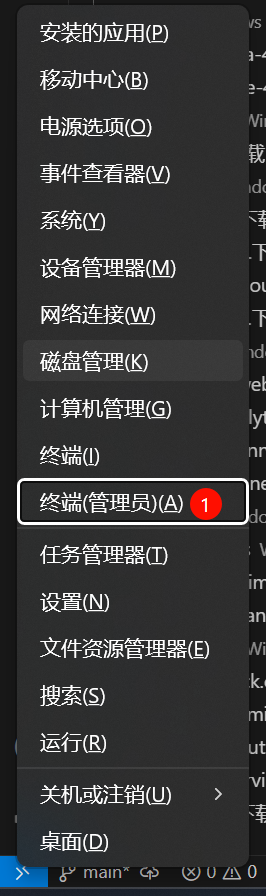 安装的应用(P)
移动中心(B)
电源选项(O)
事件查看器(V)
系统(Y)
设备管理器(M)
网络连接(W)
磁盘管理(K)
计算机管理(G)
终端(I)
终端(管理员)(A) 1
任务管理器(T)
设置(N)
文件资源管理器(E)
搜索(S)
运行(R)
关机或注销(U)
桌面(D)
main* 0 0